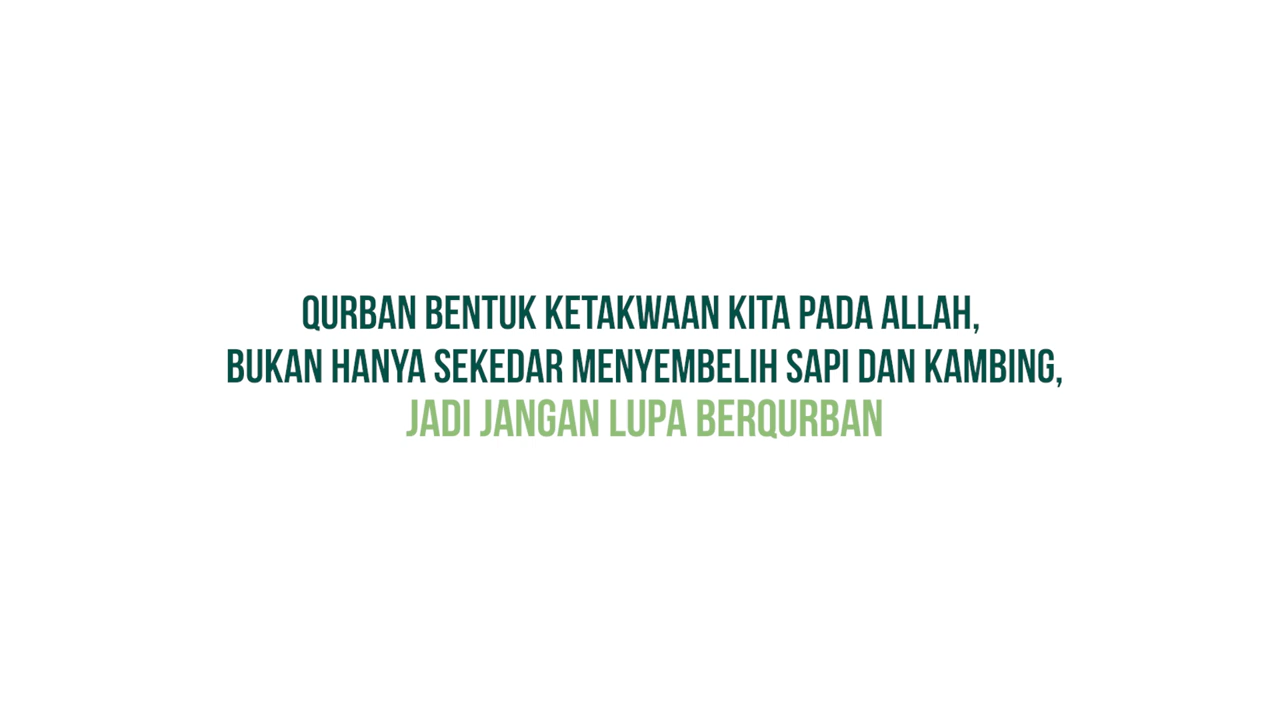 QURBAN BENTUK KETAKWAAN KITA PADA ALLAH,
BUKAN HANYA SEKEDAR MENYEMBELIH SAPI DAN KAMBING,
JADI JANGAN LUPA BERQURBAN